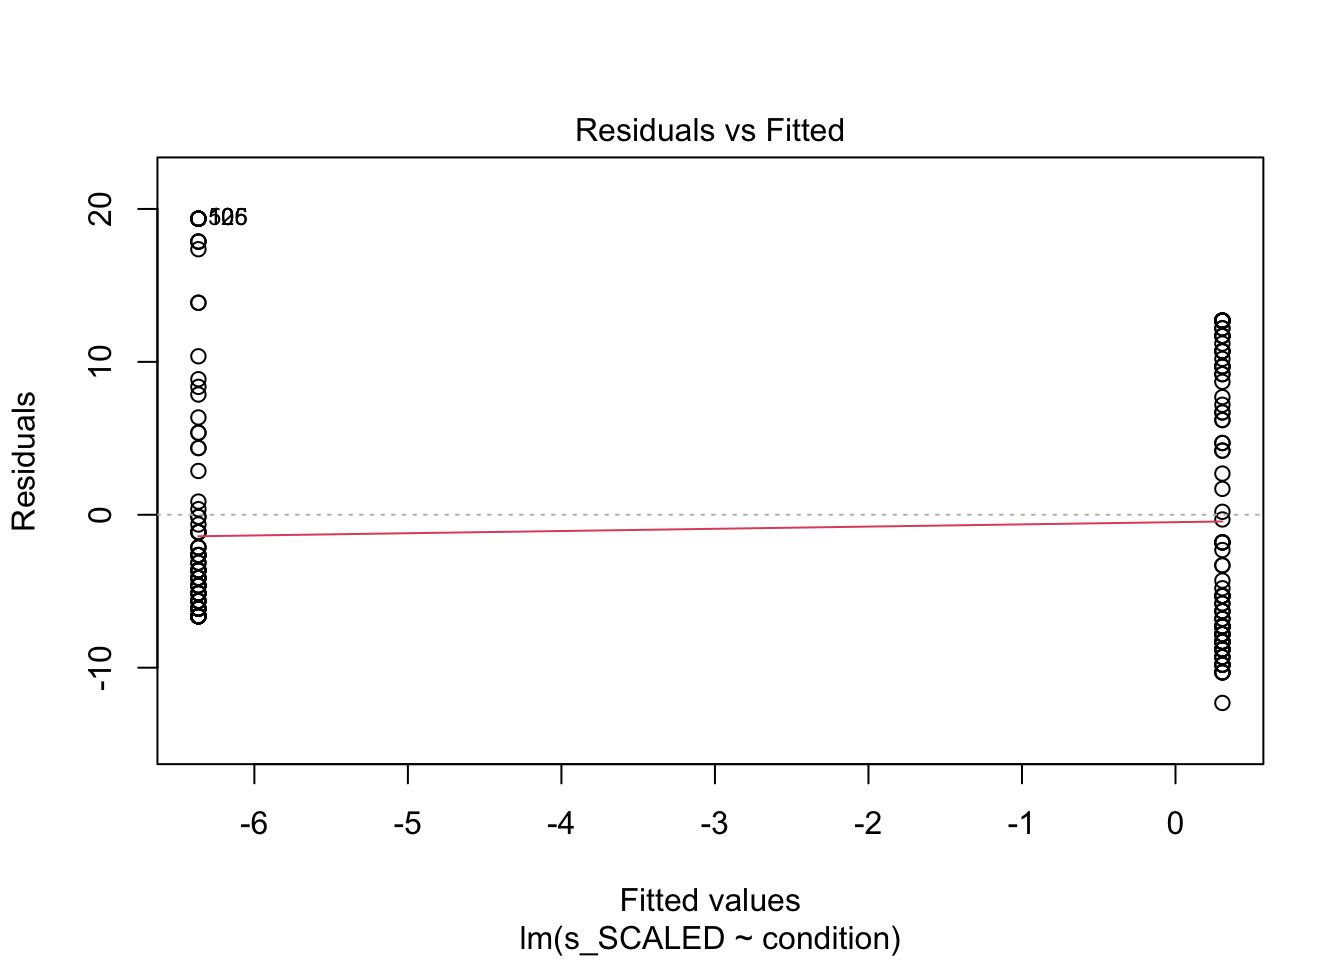 Residuals vs Fitted
20
10
0
-10
Residuals
-6 -5 -4 -3 -2 -1 0
Fitted values
lm(s_SCALED ~ condition)